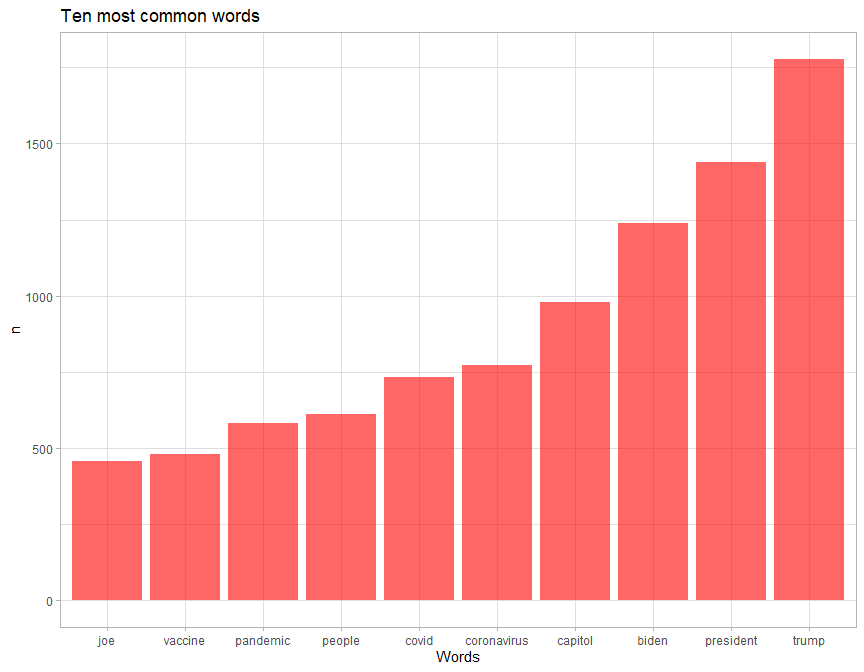 Ten most common words
1500
1000
500
0
n
joe vaccine pandemic people covid coronavirus capitol biden president trump
Words